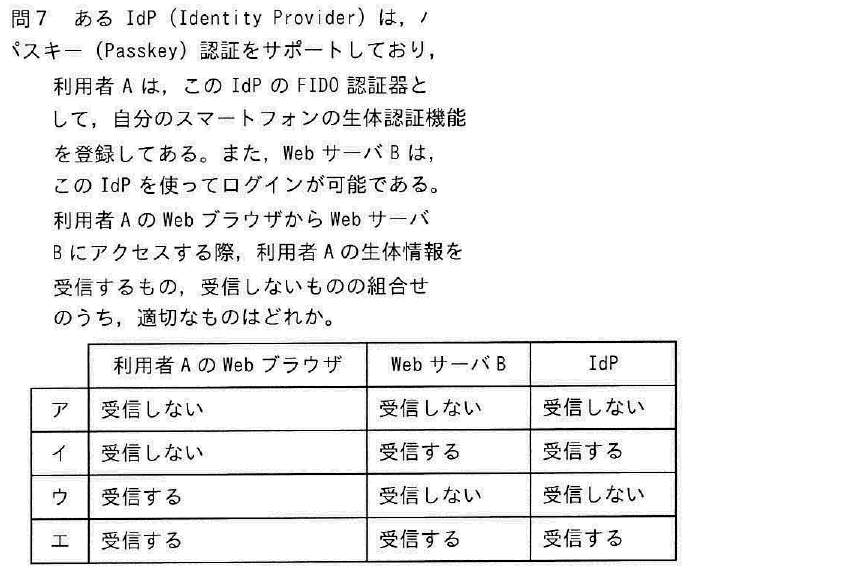 問7 ある IdP (Identity Provider) は，
パスキー (Passkey) 認証をサポートしており，
利用者 A は，この IdP の FIDO 認証器と
して，自分のスマートフォンの生体認証機能
を登録してある。また，Web サーバ B は，
この IdP を使ってログインが可能である。
利用者 A の Web ブラウザから Web サーバ
B にアクセスする際，利用者 A の生体情報を
受信するもの，受信しないものの組合せ
のうち，適切なものはどれか。
利用者 A の Web ブラウザ Web サーバ B IdP
ア 受信しない 受信しない 受信しない
イ 受信しない 受信する 受信する
ウ 受信する 受信しない 受信しない
エ 受信する 受信する 受信する